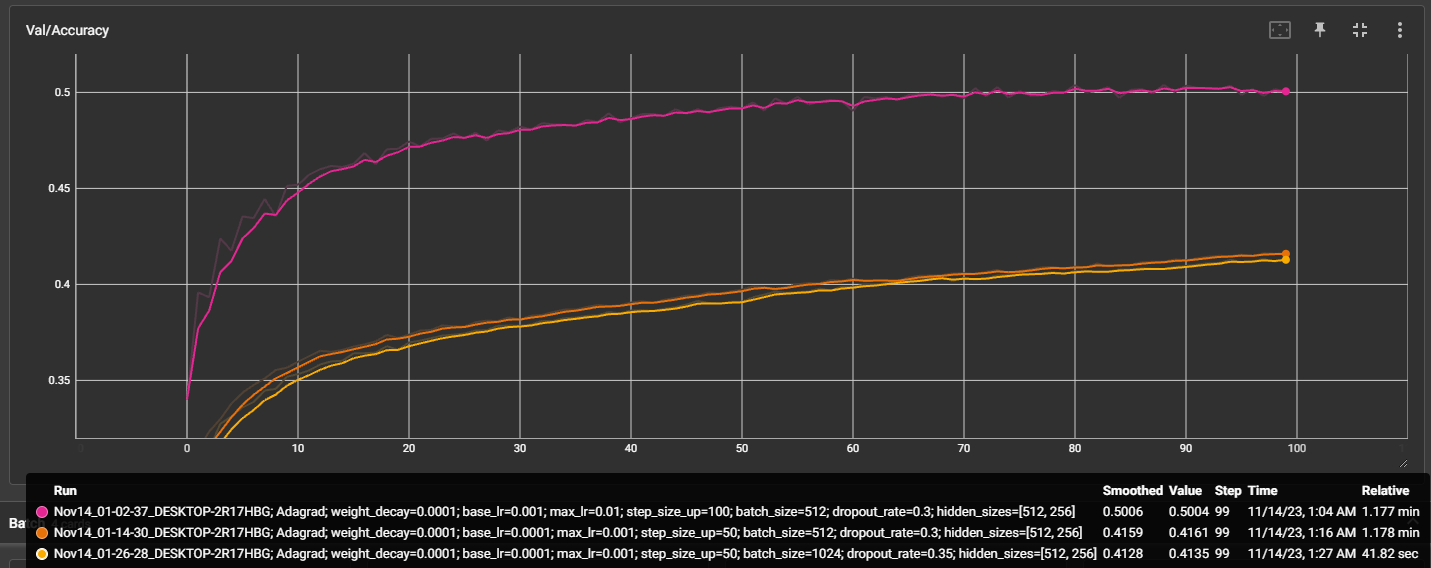 Val/Accuracy
0.5
0.45
0.4
0.35
0 10 20 30 40 50 60 70 80 90 100
Run Smoothed Value Step Time Relative
Nov14_01-02-37_DESKTOP-2R17HBG; Adagrad; weight_decay=0.0001; base_lr=0.001; max_lr=0.01; step_size_up=100; batch_size=512; dropout_rate=0.3; hidden_sizes=[512, 256] 0.5006 0.5004 99 11/14/23, 1:04 AM 1.177 min
Nov14_01-14-30_DESKTOP-2R17HBG; Adagrad; weight_decay=0.0001; base_lr=0.0001; max_lr=0.001; step_size_up=50; batch_size=512; dropout_rate=0.3; hidden_sizes=[512, 256] 0.4159 0.4161 99 11/14/23, 1:16 AM 1.178 min
Batch 4 cards
Nov14_01-26-28_DESKTOP-2R17HBG; Adagrad; weight_decay=0.0001; base_lr=0.0001; max_lr=0.001; step_size_up=50; batch_size=1024; dropout_rate=0.35; hidden_sizes=[512, 256] 0.4128 0.4135 99 11/14/23, 1:27 AM 41.82 sec